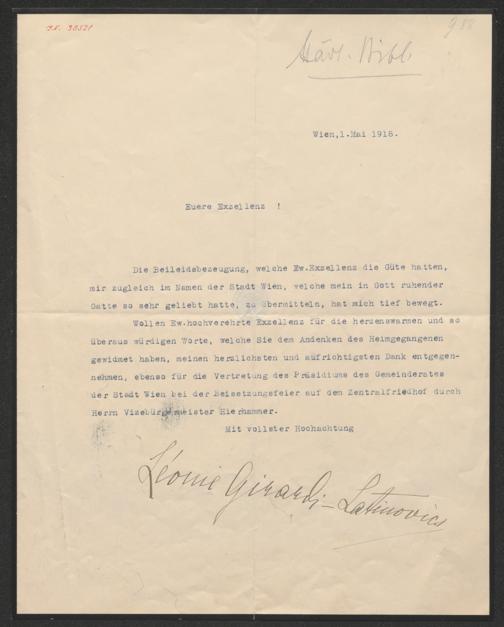 J.N. 38521
Städt. Bibl.
Wien,1.Mai 1918.
Euere Exzellenz !
Die Beileidsbezeugung, welche Ew.Exzellenz die Güte hatten,
mir zugleich im Namen der Stadt Wien, welche mein in Gott ruhender
Gatte so sehr geliebt hatte, zu übermitteln, hat mich tief bewegt.
Wollen Ew.hochverehrte Exzellenz für die herzenswarmen und so
überaus würdigen Worte, welche Sie dem Andenken des Heimgegangenen
gewidmet haben, meinen herzlichsten und aufrichtigsten Dank entgegen-
nehmen, ebenso für die Vertretung des Präsidiums des Gemeinderates
der Stadt Wien bei der Beisetzungsfeier auf dem Zentralfriedhof durch
Herrn Vizebürgermeister Hierhammer.
Mit vollster Hochachtung
Léonie Girardi-Latinovics